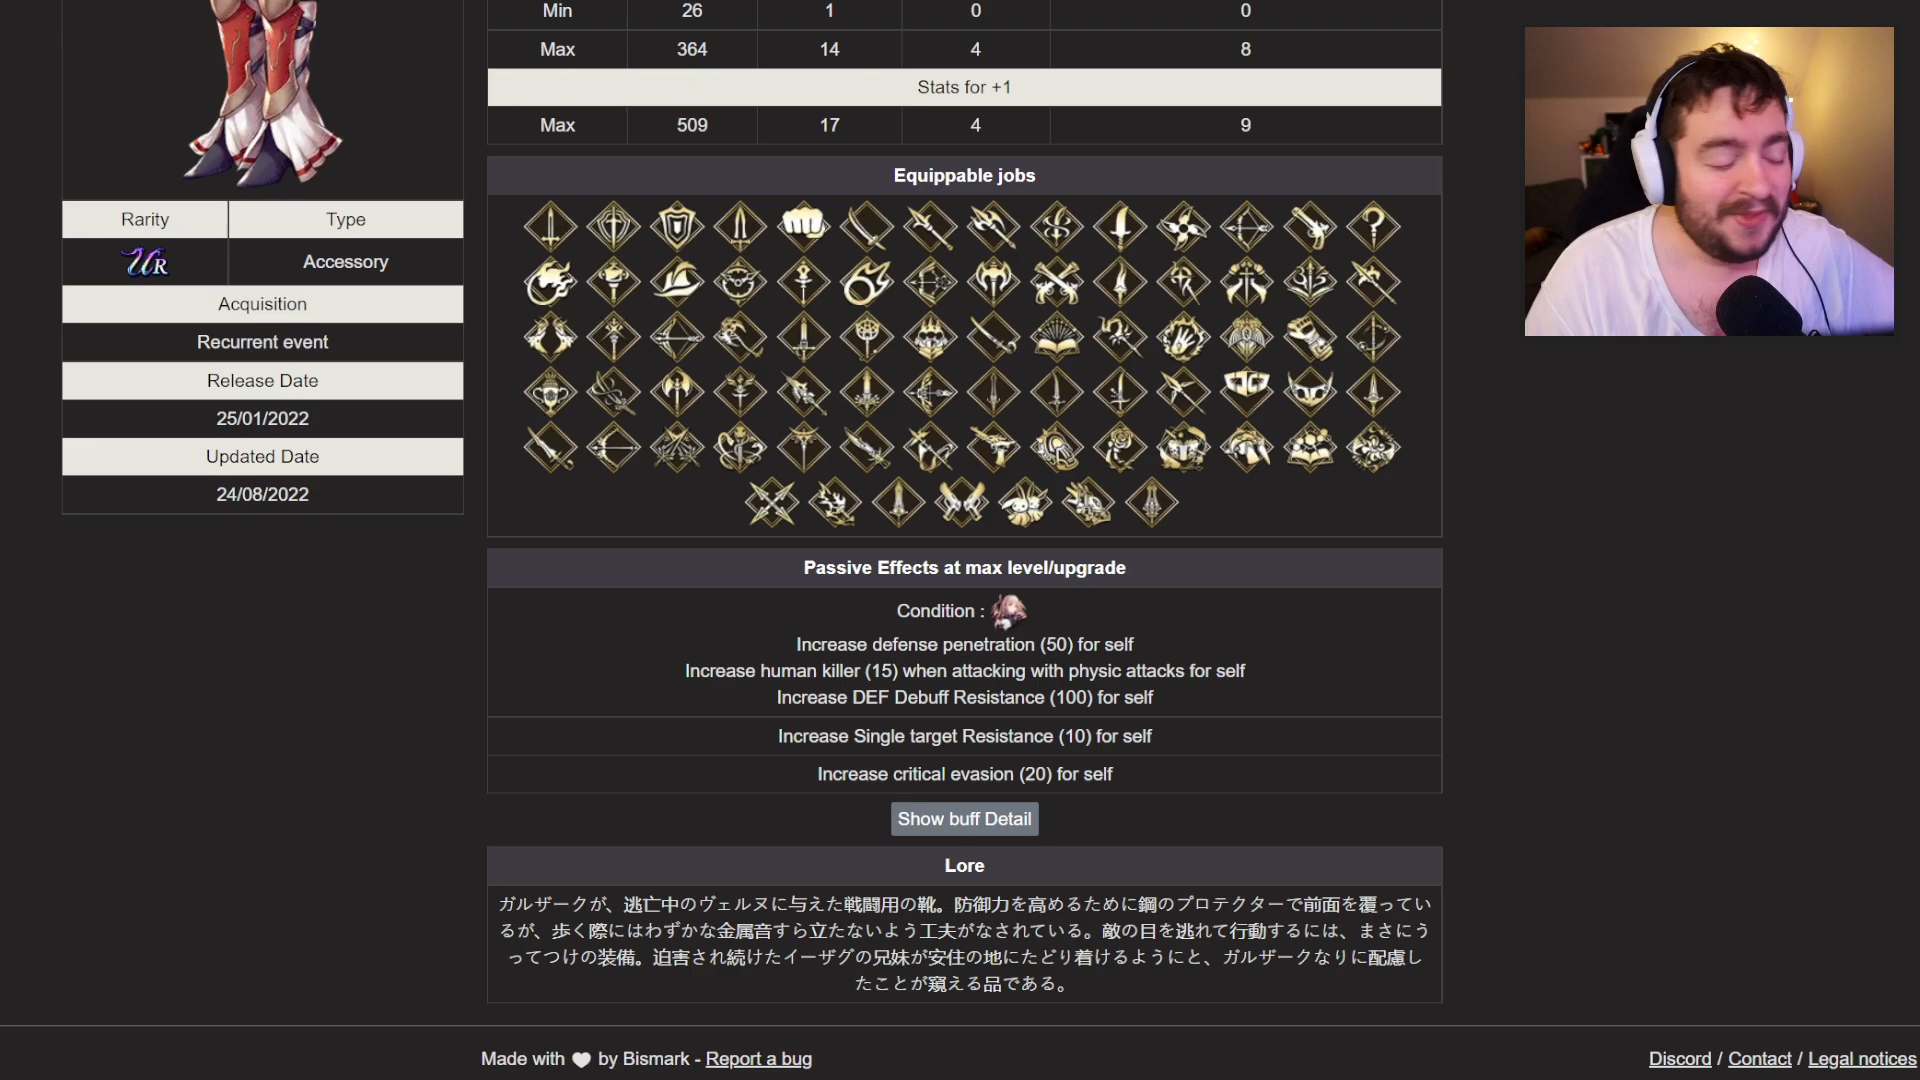 Min 26 1 0 0
Max 364 14 4 8
Stats for +1
Max 509 17 4 9
Equippable jobs
Rarity Type
UR Accessory
Acquisition
Recurrent event
Release Date
25/01/2022
Updated Date
24/08/2022
Passive Effects at max level/upgrade
Condition :
Increase defense penetration (50) for self
Increase human killer (15) when attacking with physic attacks for self
Increase DEF Debuff Resistance (100) for self
Increase Single target Resistance (10) for self
Increase critical evasion (20) for self
Show buff Detail
Lore
ガルザークが、逃亡中のヴェルヌに与えた戦闘用の靴。防御力を高めるために鋼のプロテクターで前面を覆ってい
るが、歩く際にはわずかな金属音すら立たないよう工夫がなされている。敵の目を逃れて行動するには、まさにう
ってつけの装備。迫害され続けたイーザグの兄妹が安住の地にたどり着けるようにと、ガルザークなりに配慮し
たことが窺える品である。
Made with by Bismark - Report a bug
Discord / Contact / Legal notices